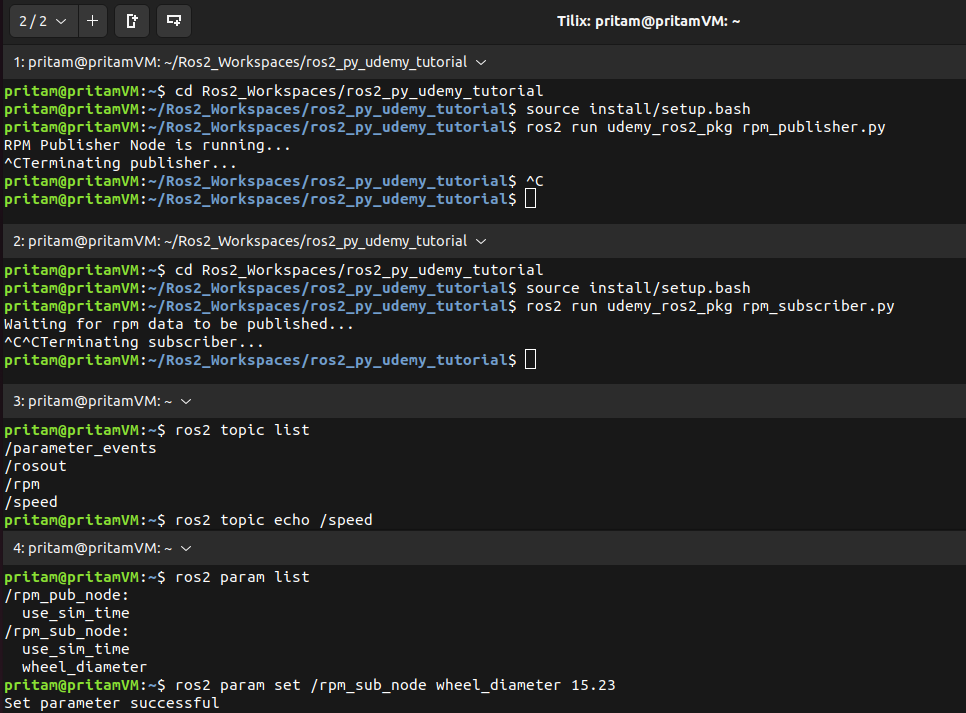 2 / 2
Tilix: pritam@pritamVM: ~
1: pritam@pritamVM: ~/Ros2_Workspaces/ros2_py_udemy_tutorial
pritam@pritamVM:~$ cd Ros2_Workspaces/ros2_py_udemy_tutorial
pritam@pritamVM:~/Ros2_Workspaces/ros2_py_udemy_tutorial$ source install/setup.bash
pritam@pritamVM:~/Ros2_Workspaces/ros2_py_udemy_tutorial$ ros2 run udemy_ros2_pkg rpm_publisher.py
RPM Publisher Node is running...
^CTerminating publisher...
pritam@pritamVM:~/Ros2_Workspaces/ros2_py_udemy_tutorial$ ^C
pritam@pritamVM:~/Ros2_Workspaces/ros2_py_udemy_tutorial$
2: pritam@pritamVM: ~/Ros2_Workspaces/ros2_py_udemy_tutorial
pritam@pritamVM:~$ cd Ros2_Workspaces/ros2_py_udemy_tutorial
pritam@pritamVM:~/Ros2_Workspaces/ros2_py_udemy_tutorial$ source install/setup.bash
pritam@pritamVM:~/Ros2_Workspaces/ros2_py_udemy_tutorial$ ros2 run udemy_ros2_pkg rpm_subscriber.py
Waiting for rpm data to be published...
^C^CTerminating subscriber...
pritam@pritamVM:~/Ros2_Workspaces/ros2_py_udemy_tutorial$
3: pritam@pritamVM: ~
pritam@pritamVM:~$ ros2 topic list
/parameter_events
/rosout
/rpm
/speed
pritam@pritamVM:~$ ros2 topic echo /speed
4: pritam@pritamVM: ~
pritam@pritamVM:~$ ros2 param list
/rpm_pub_node:
  use_sim_time
/rpm_sub_node:
  use_sim_time
  wheel_diameter
pritam@pritamVM:~$ ros2 param set /rpm_sub_node wheel_diameter 15.23
Set parameter successful